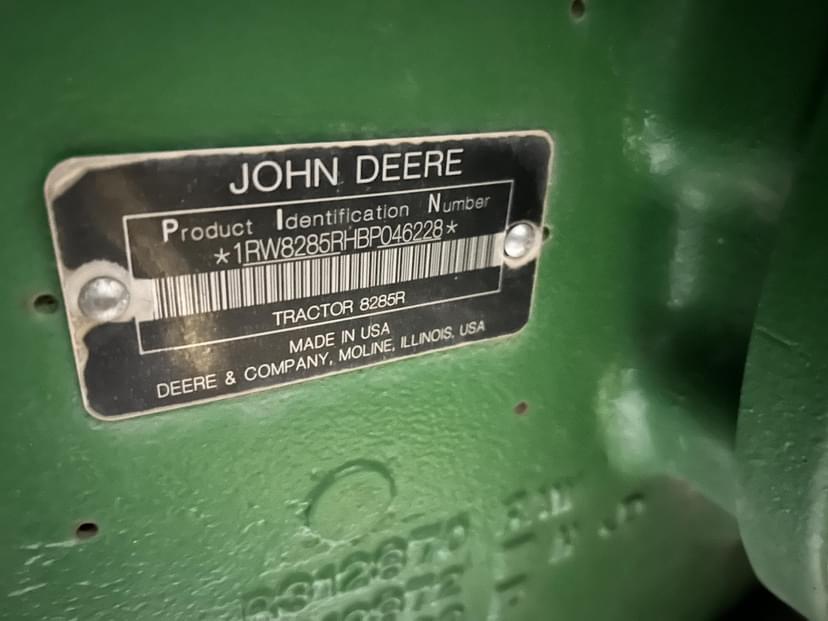 JOHN DEERE
Product Identification Number
*1RW8285RHBP046228*
TRACTOR 8285R
MADE IN USA
DEERE & COMPANY, MOLINE, ILLINOIS, USA